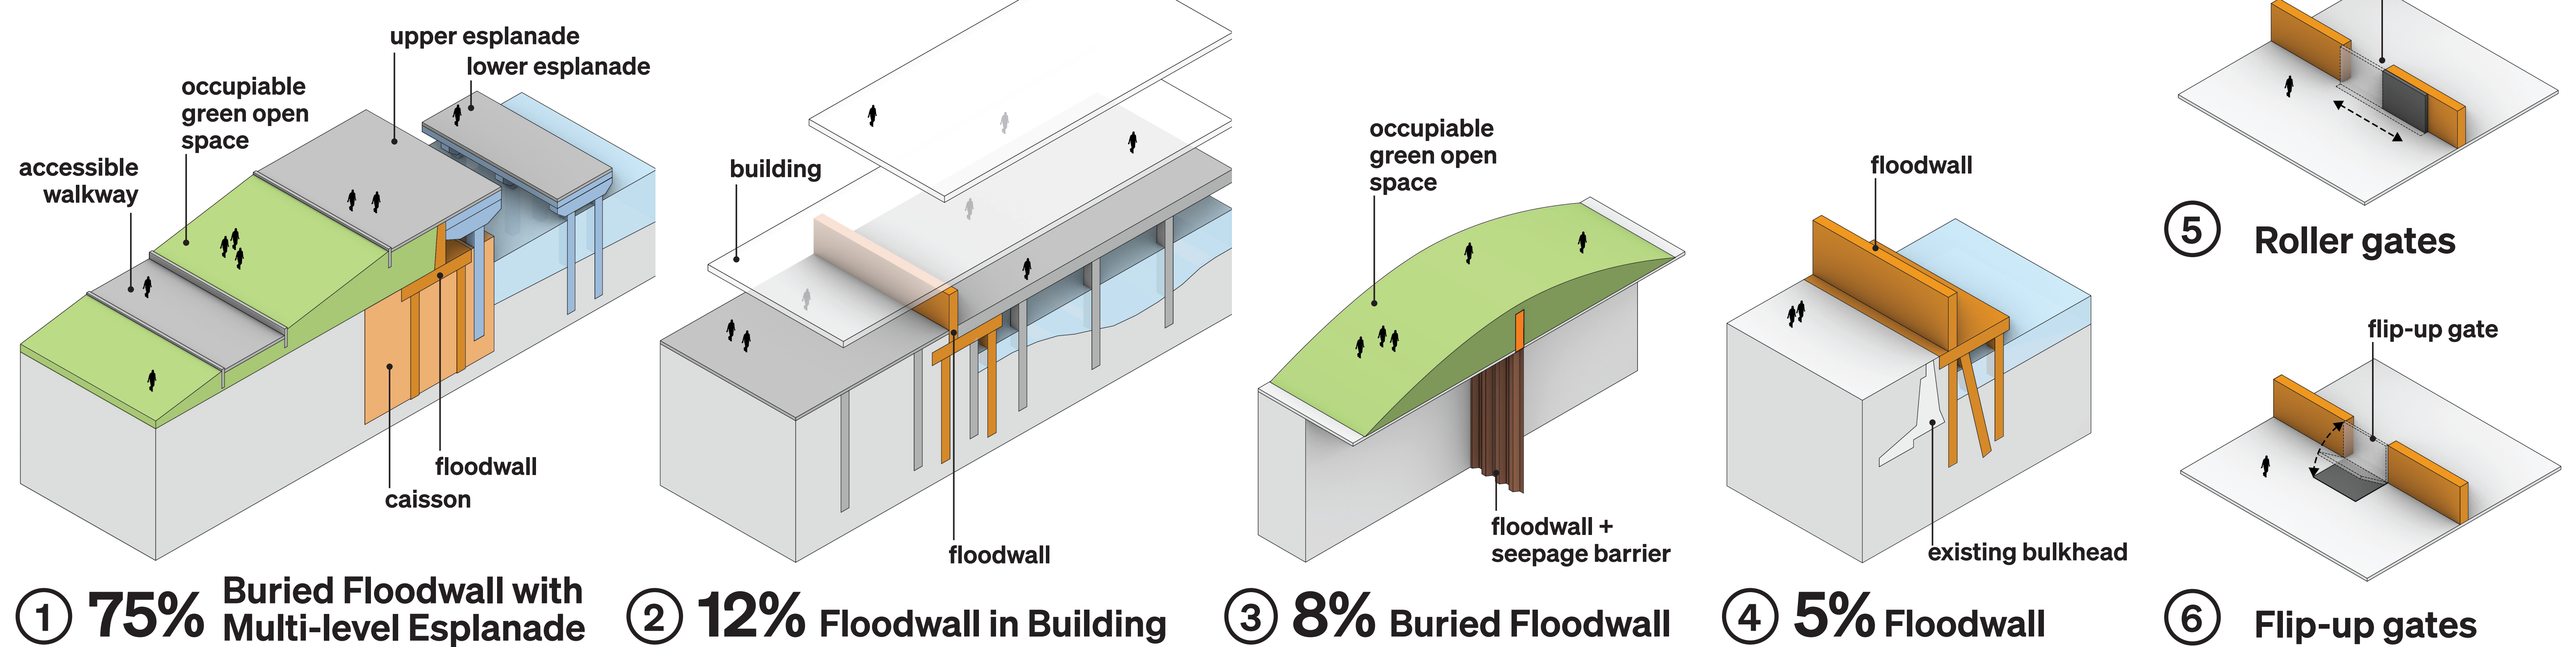 upper esplanade
lower esplanade
occupiable
green open
space
accessible
walkway
floodwall
caisson
1 75% Buried Floodwall with
Multi-level Esplanade
building
floodwall
2 12% Floodwall in Building
occupiable
green open
space
floodwall +
seepage barrier
3 8% Buried Floodwall
floodwall
existing bulkhead
4 5% Floodwall
5 Roller gates
flip-up gate
6 Flip-up gates